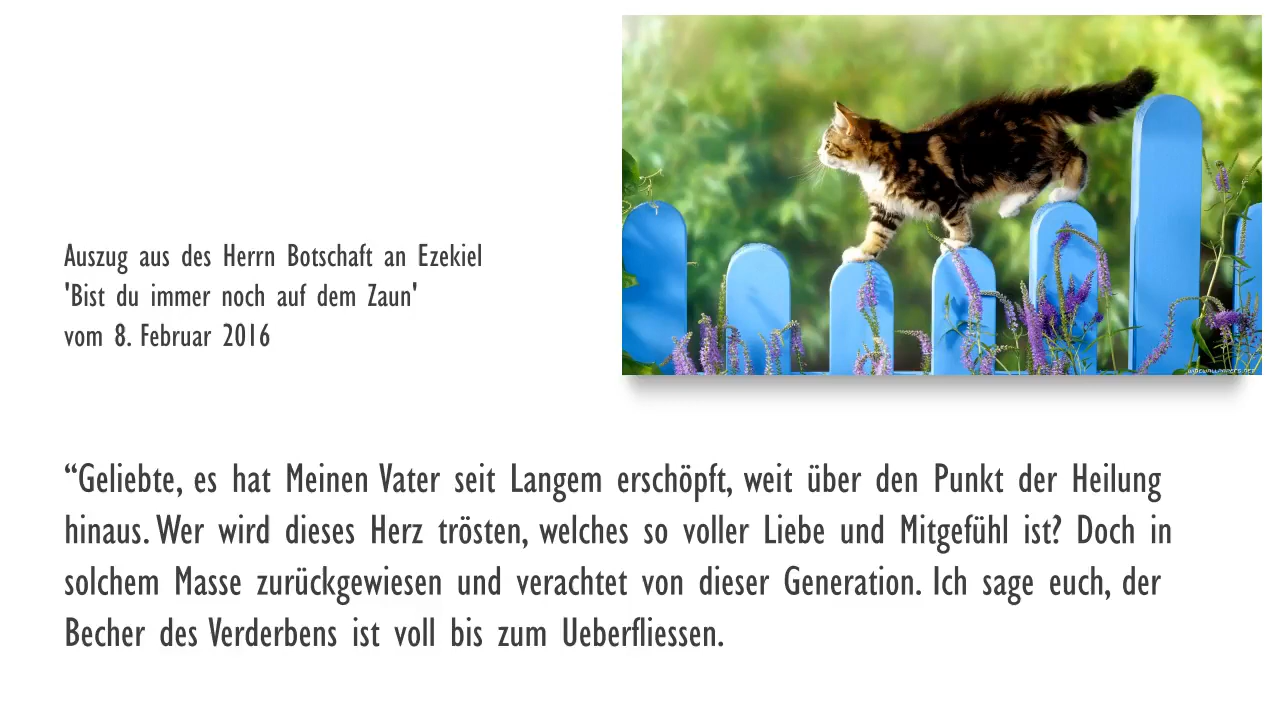 Auszug aus des Herrn Botschaft an Ezekiel
'Bist du immer noch auf dem Zaun'
vom 8. Februar 2016
WIDEWALLPAPERS.NET
“Geliebte, es hat Meinen Vater seit Langem erschöpft, weit über den Punkt der Heilung
hinaus. Wer wird dieses Herz trösten, welches so voller Liebe und Mitgefühl ist? Doch in
solchem Masse zurückgewiesen und verachtet von dieser Generation. Ich sage euch, der
Becher des Verderbens ist voll bis zum Ueberfliessen.